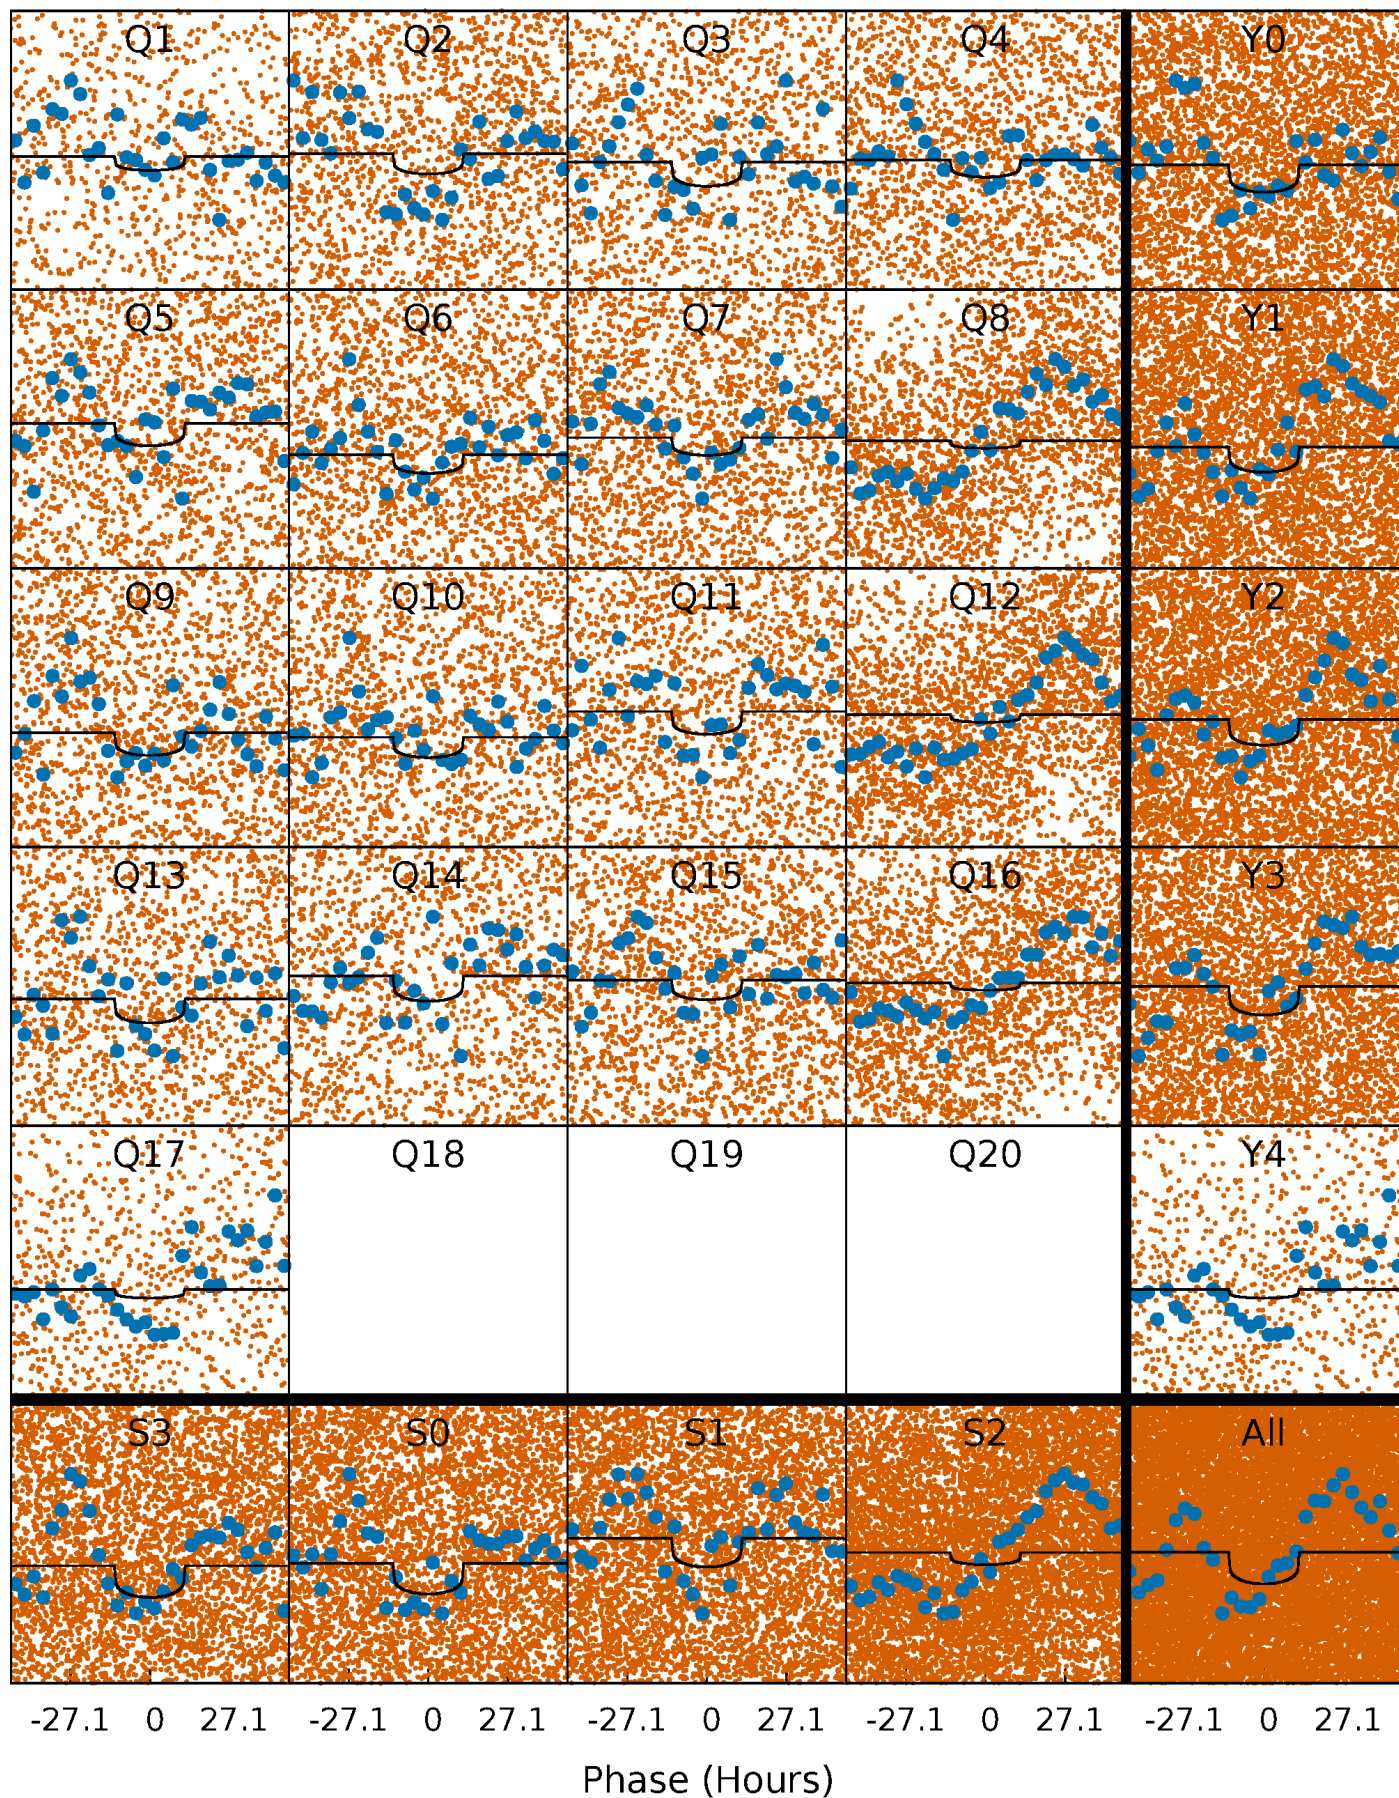 Q1 Q2 Q3 Q4 Y0
Q5 Q6 Q7 Q8 Y1
Q9 Q10 Q11 Q12 Y2
Q13 Q14 Q15 Q16 Y3
Q17 Q18 Q19 Q20 Y4
S3 S0 S1 S2 All
-27.1 0 27.1 -27.1 0 27.1 -27.1 0 27.1 -27.1 0 27.1 -27.1 0 27.1
Phase (Hours)